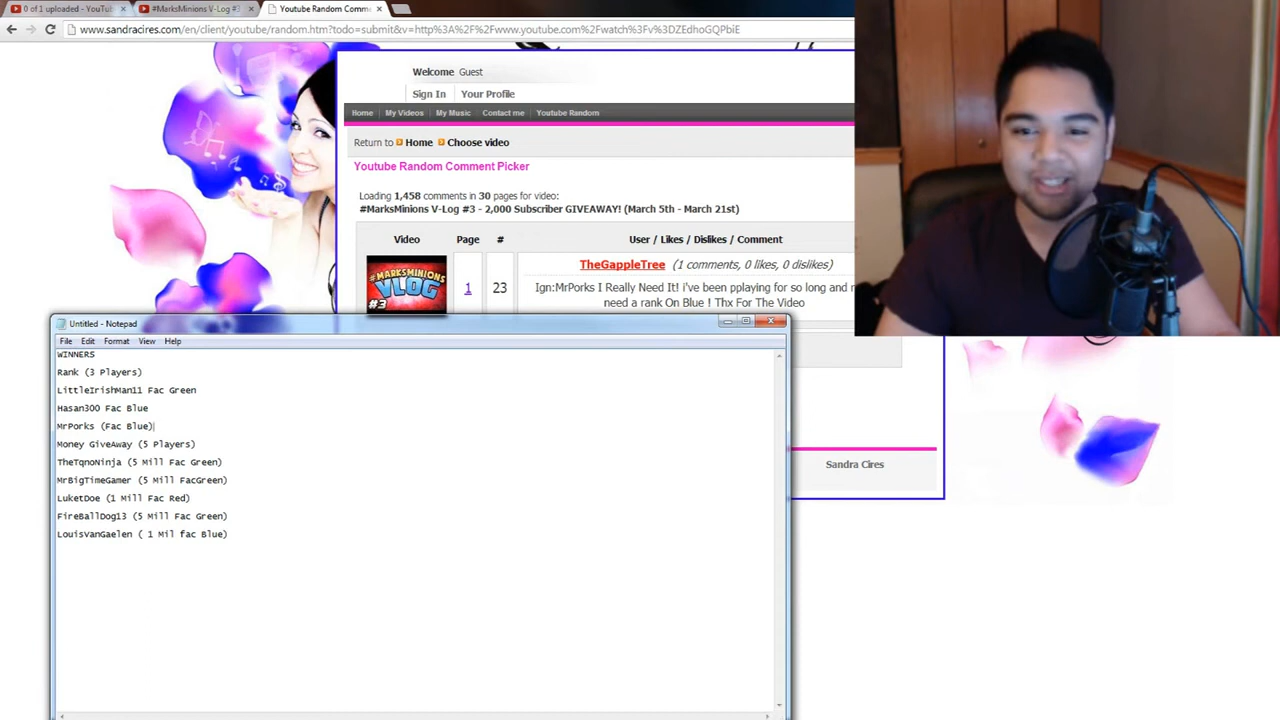 0 of 1 uploaded - YouTu
#MarksMinions V-Log #3
Youtube Random Comme
www.sandracires.com/en/client/youtube/random.htm?todo=submit&v=http%3A%2F%2Fwww.youtube.com%2Fwatch%3Fv%3DZEdhoGQPbiE
Welcome Guest
Sign In Your Profile
Home My Videos My Music Contact me Youtube Random
Return to Home Choose video
Youtube Random Comment Picker
Loading 1,458 comments in 30 pages for video:
#MarksMinions V-Log #3 - 2,000 Subscriber GIVEAWAY! (March 5th - March 21st)
Video Page # User / Likes / Dislikes / Comment
TheGappleTree (1 comments, 0 likes, 0 dislikes)
#MARKSMINIONS
VLOG
#3
1 23
Ign:MrPorks I Really Need It! i've been pplaying for so long and
need a rank On Blue ! Thx For The Video
Untitled - Notepad
File Edit Format View Help
WINNERS
Rank (3 Players)
LittleIrishMan11 Fac Green
Hasan300 Fac Blue
MrPorks (Fac Blue)
Money GiveAway (5 Players)
TheTqnoNinja (5 Mill Fac Green)
MrBigTimeGamer (5 Mill FacGreen)
LuketDoe (1 Mill Fac Red)
FireBallDog13 (5 Mill Fac Green)
LouisVanGaelen ( 1 Mil fac Blue)
Sandra Cires